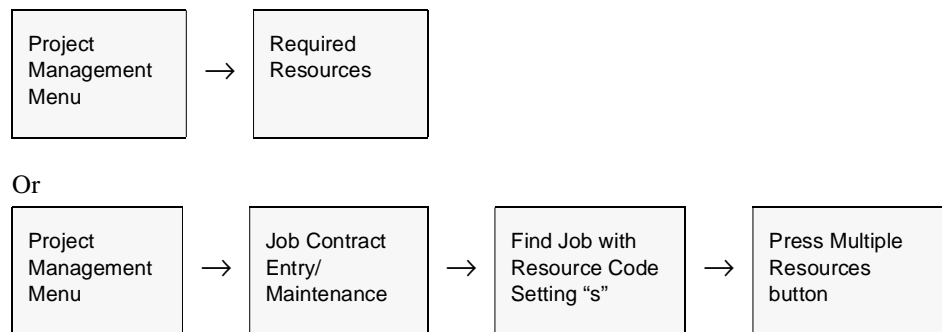 Project
Management
Menu
→
Required
Resources
Or
Project
Management
Menu
→
Job Contract
Entry/
Maintenance
→
Find Job with
Resource Code
Setting “s”
→
Press Multiple
Resources
button